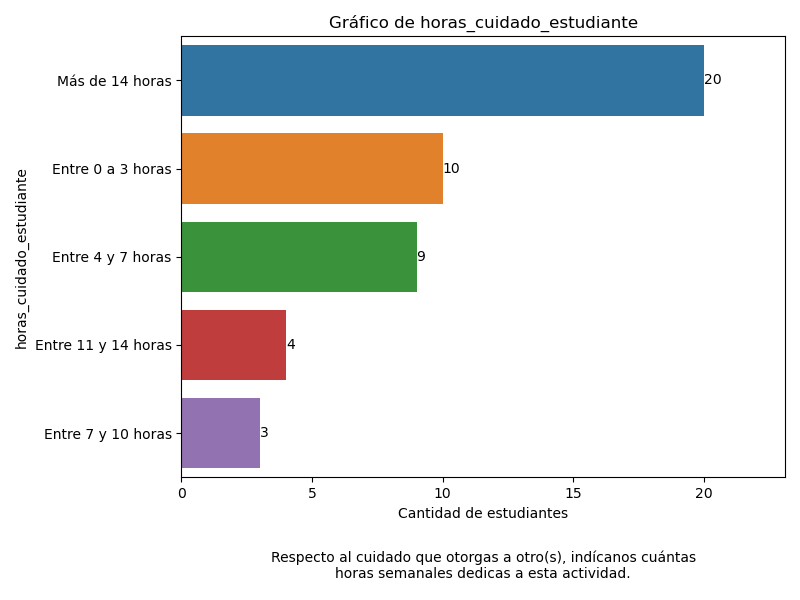 Gráfico de horas_cuidado_estudiante
horas_cuidado_estudiante
Más de 14 horas
20
Entre 0 a 3 horas
10
Entre 4 y 7 horas
9
Entre 11 y 14 horas
4
Entre 7 y 10 horas
3
0 5 10 15 20
Cantidad de estudiantes
Respecto al cuidado que otorgas a otro(s), indícanos cuántas
horas semanales dedicas a esta actividad.